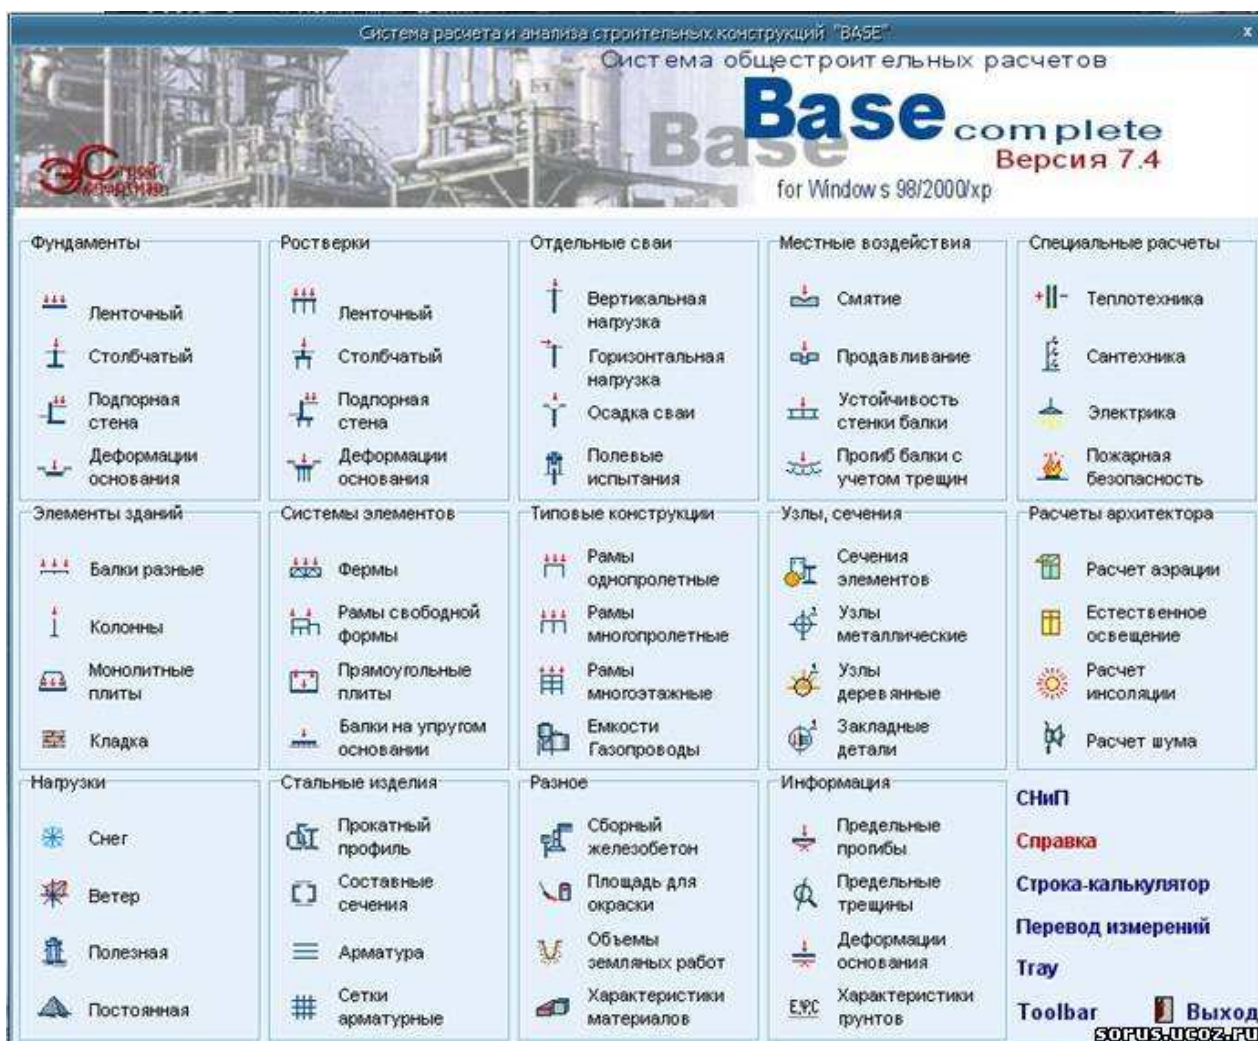 Система расчета и анализа строительных конструкций "BASE"
x
Система общестроительных расчетов
Base
Base complete
Версия 7.4
for Windows 98/2000/xp
Строй
Экспертиза
Фундаменты
Ленточный
Столбчатый
Подпорная
стена
Деформации
основания
Ростверки
Ленточный
Столбчатый
Подпорная
стена
Деформации
основания
Отдельные сваи
Вертикальная
нагрузка
Горизонтальная
нагрузка
Осадка сваи
Полевые
испытания
Местные воздействия
Смятие
Продавливание
Устойчивость
стенки балки
Прогиб балки с
учетом трещин
Специальные расчеты
Теплотехника
Сантехника
Электрика
Пожарная
безопасность
Элементы зданий
Балки разные
Колонны
Монолитные
плиты
Кладка
Системы элементов
Фермы
Рамы свободной
формы
Прямоугольные
плиты
Балки на упругом
основании
Типовые конструкции
Рамы
однопролетные
Рамы
многопролетные
Рамы
многоэтажные
Емкости
Газопроводы
Узлы, сечения
Сечения
элементов
Узлы
металлические
Узлы
деревянные
Закладные
детали
Расчеты архитектора
Расчет аэрации
Естественное
освещение
Расчет
инсоляции
Расчет шума
Нагрузки
Снег
Ветер
Полезная
Постоянная
Стальные изделия
Прокатный
профиль
Составные
сечения
Арматура
Сетки
арматурные
Разное
Сборный
железобетон
Площадь для
окраски
Объемы
земляных работ
Характеристики
материалов
Информация
Предельные
прогибы
Предельные
трещины
Деформации
основания
E,φ,C
Характеристики
грунтов
СНиП
Справка
Строка-калькулятор
Перевод измерений
Tray
Toolbar
Выход
sorus.ucoz.ru